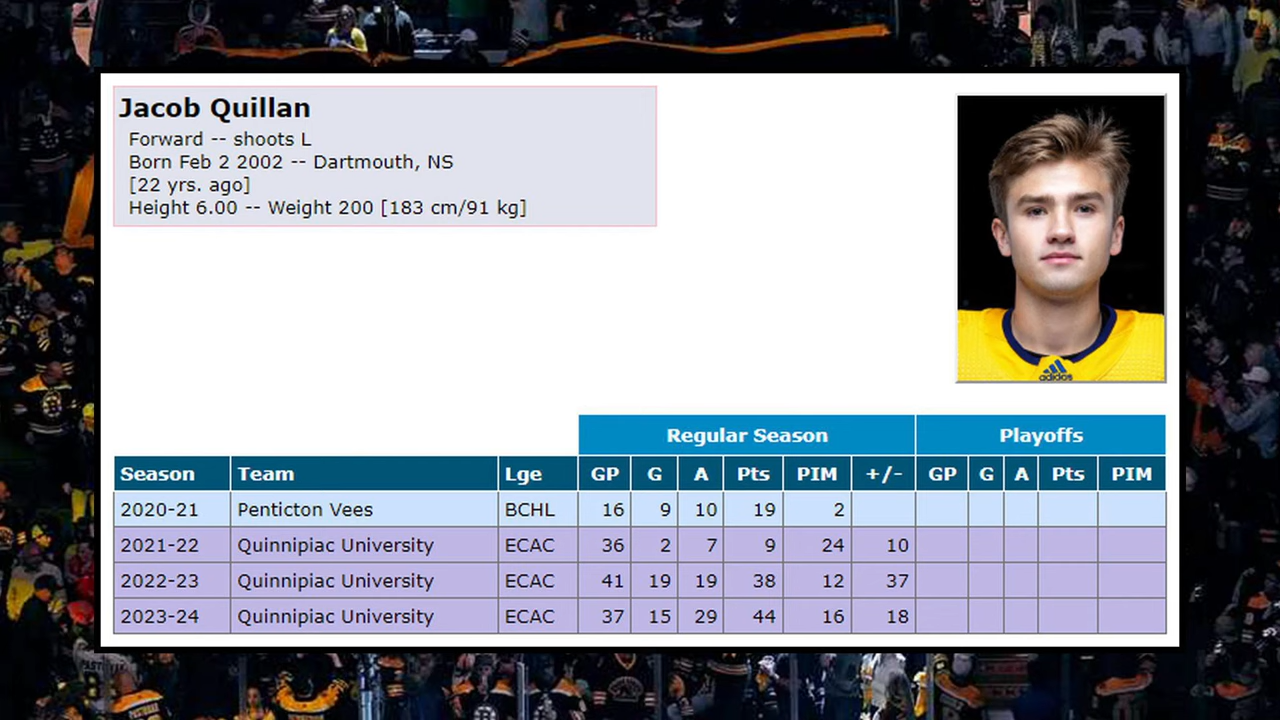 Jacob Quillan
Forward -- shoots L
Born Feb 2 2002 -- Dartmouth, NS
[22 yrs. ago]
Height 6.00 -- Weight 200 [183 cm/91 kg]
adidas
Regular Season Playoffs
Season Team Lge GP G A Pts PIM +/- GP G A Pts PIM
2020-21 Penticton Vees BCHL 16 9 10 19 2
2021-22 Quinnipiac University ECAC 36 2 7 9 24 10
2022-23 Quinnipiac University ECAC 41 19 19 38 12 37
2023-24 Quinnipiac University ECAC 37 15 29 44 16 18